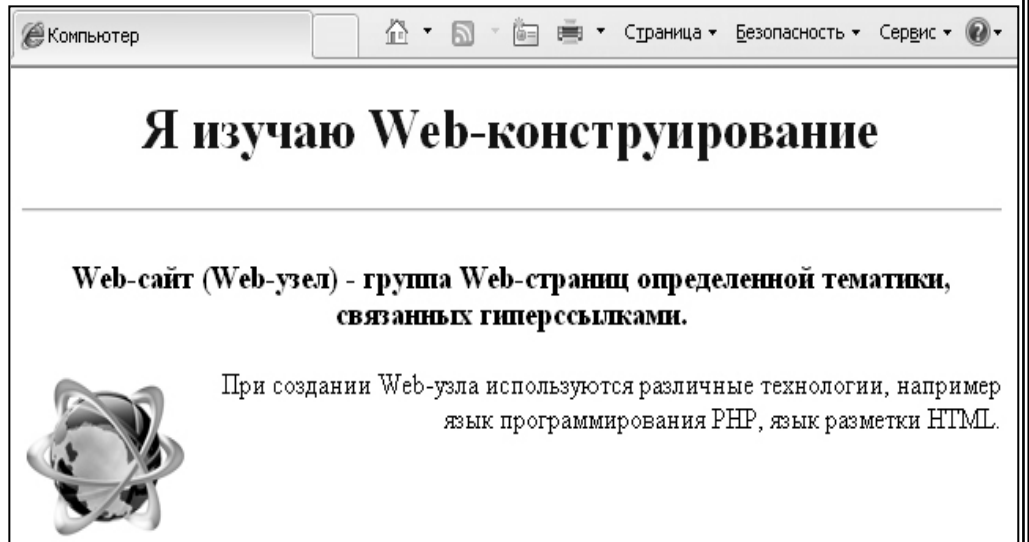 Компьютер
Страница Безопасность Сервис
Я изучаю Web-конструирование
Web-сайт (Web-узел) - группа Web-страниц определенной тематики,
связанных гиперссылками.
При создании Web-узла используются различные технологии, например
язык программирования PHP, язык разметки HTML.